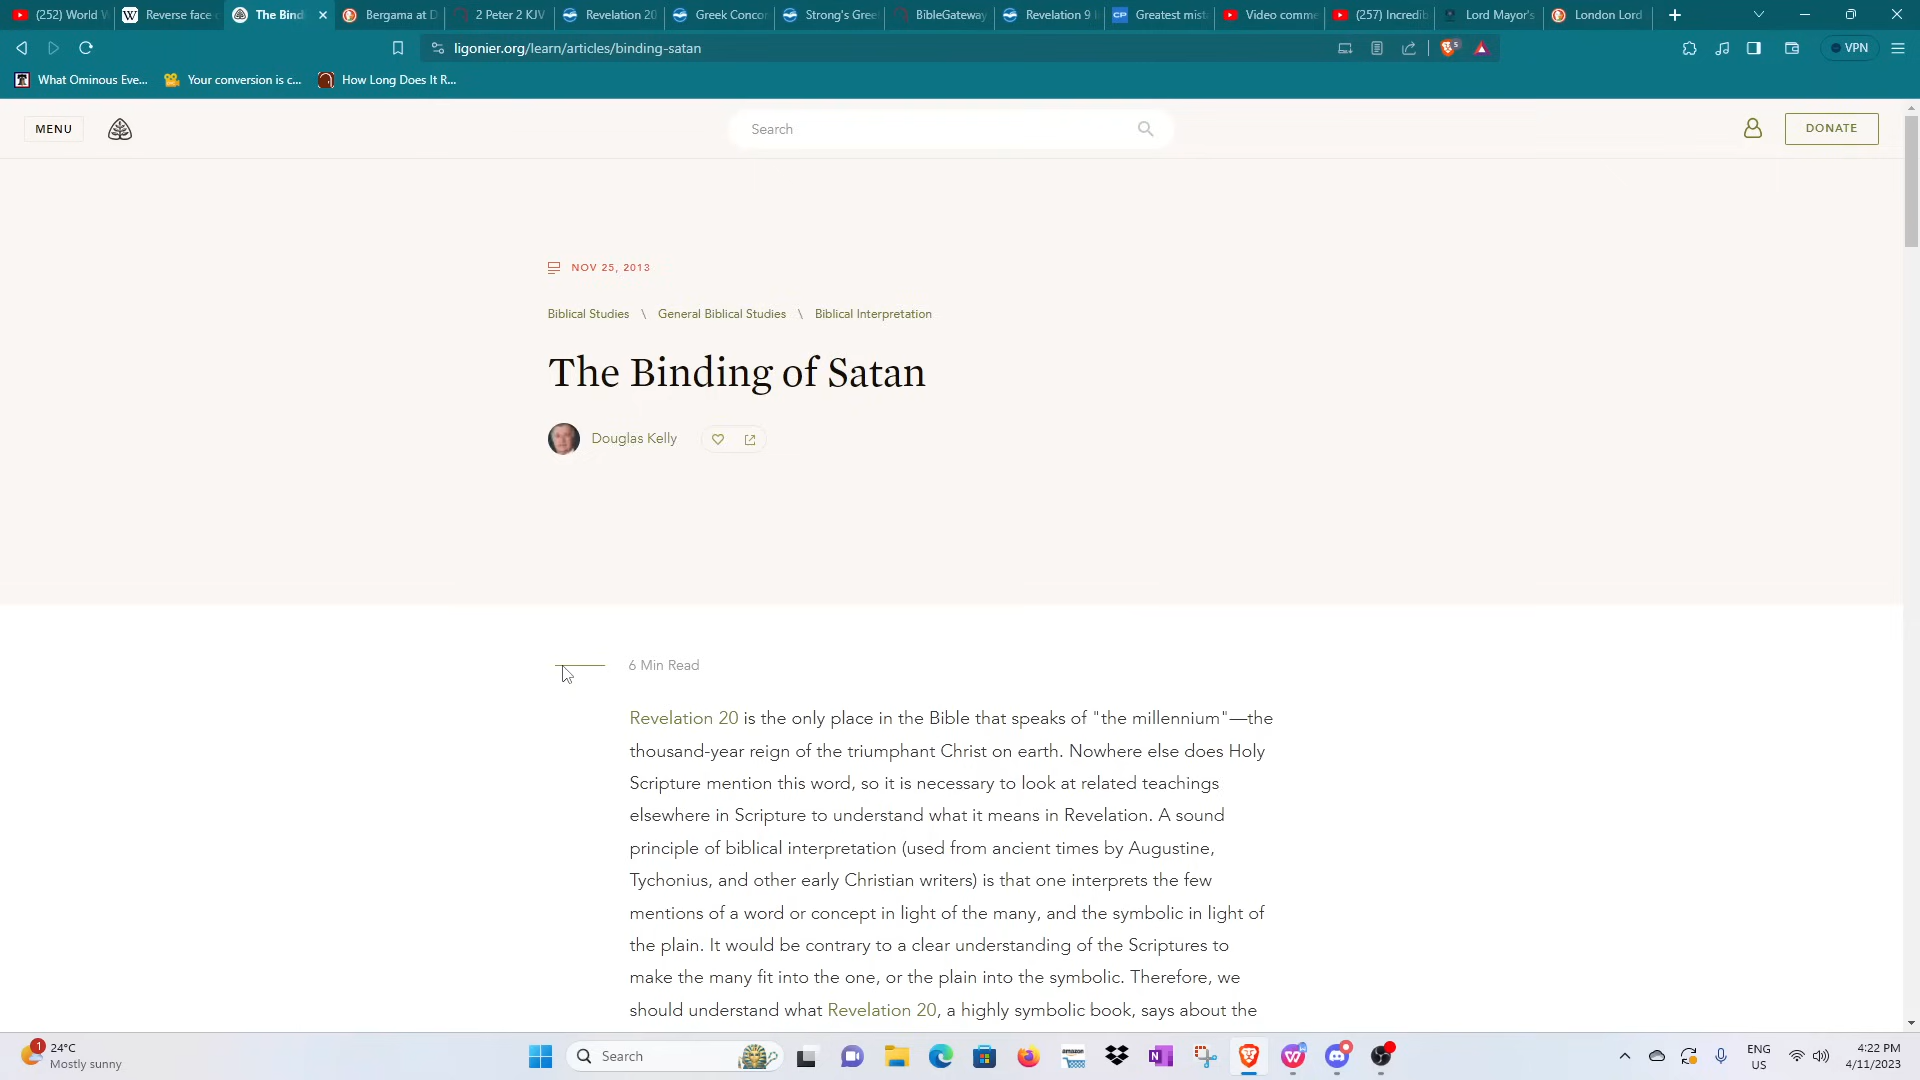 (252) World W
Reverse face
The Bind
Bergama at D
2 Peter 2 KJV
Revelation 20
Greek Concor
Strong's Gree
BibleGateway
Revelation 9 I
CP Greatest mist
Video comme
(257) Incredib
Lord Mayor's
London Lord
ligonier.org/learn/articles/binding-satan
VPN
What Ominous Eve...
Your conversion is c...
How Long Does It R...
MENU
Search
DONATE
NOV 25, 2013
Biblical Studies \ General Biblical Studies \ Biblical Interpretation
The Binding of Satan
Douglas Kelly
6 Min Read
Revelation 20 is the only place in the Bible that speaks of "the millennium"—the
thousand-year reign of the triumphant Christ on earth. Nowhere else does Holy
Scripture mention this word, so it is necessary to look at related teachings
elsewhere in Scripture to understand what it means in Revelation. A sound
principle of biblical interpretation (used from ancient times by Augustine,
Tychonius, and other early Christian writers) is that one interprets the few
mentions of a word or concept in light of the many, and the symbolic in light of
the plain. It would be contrary to a clear understanding of the Scriptures to
make the many fit into the one, or the plain into the symbolic. Therefore, we
should understand what Revelation 20, a highly symbolic book, says about the
1
24°C
Mostly sunny
Search
amazon
ENG
US
4:22 PM
4/11/2023